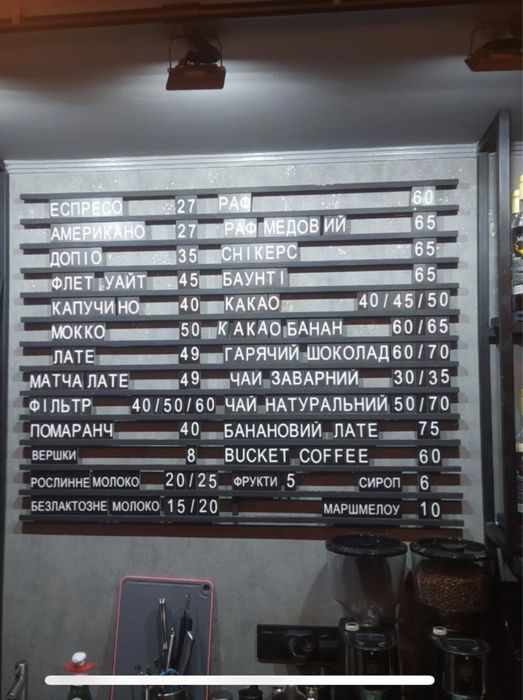 ЕСПРЕСО 27 РАФ 60
АМЕРИКАНО 27 РАФ МЕДОВИЙ 65
ДОПІО 35 СНІКЕРС 65
ФЛЕТ УАЙТ 45 БАУНТІ 65
КАПУЧИНО 40 КАКАО 40/45/50
МОККО 50 КАКАО БАНАН 60/65
ЛАТЕ 49 ГАРЯЧИЙ ШОКОЛАД 60/70
МАТЧА ЛАТЕ 49 ЧАЙ ЗАВАРНИЙ 30/35
ФІЛЬТР 40/50/60 ЧАЙ НАТУРАЛЬНИЙ 50/70
ПОМАРАНЧ 40 БАНАНОВИЙ ЛАТЕ 75
ВЕРШКИ 8 BUCKET COFFEE 60
РОСЛИННЕ МОЛОКО 20/25 ФРУКТИ 5 СИРОП 6
БЕЗЛАКТОЗНЕ МОЛОКО 15/20 МАРШМЕЛОУ 10